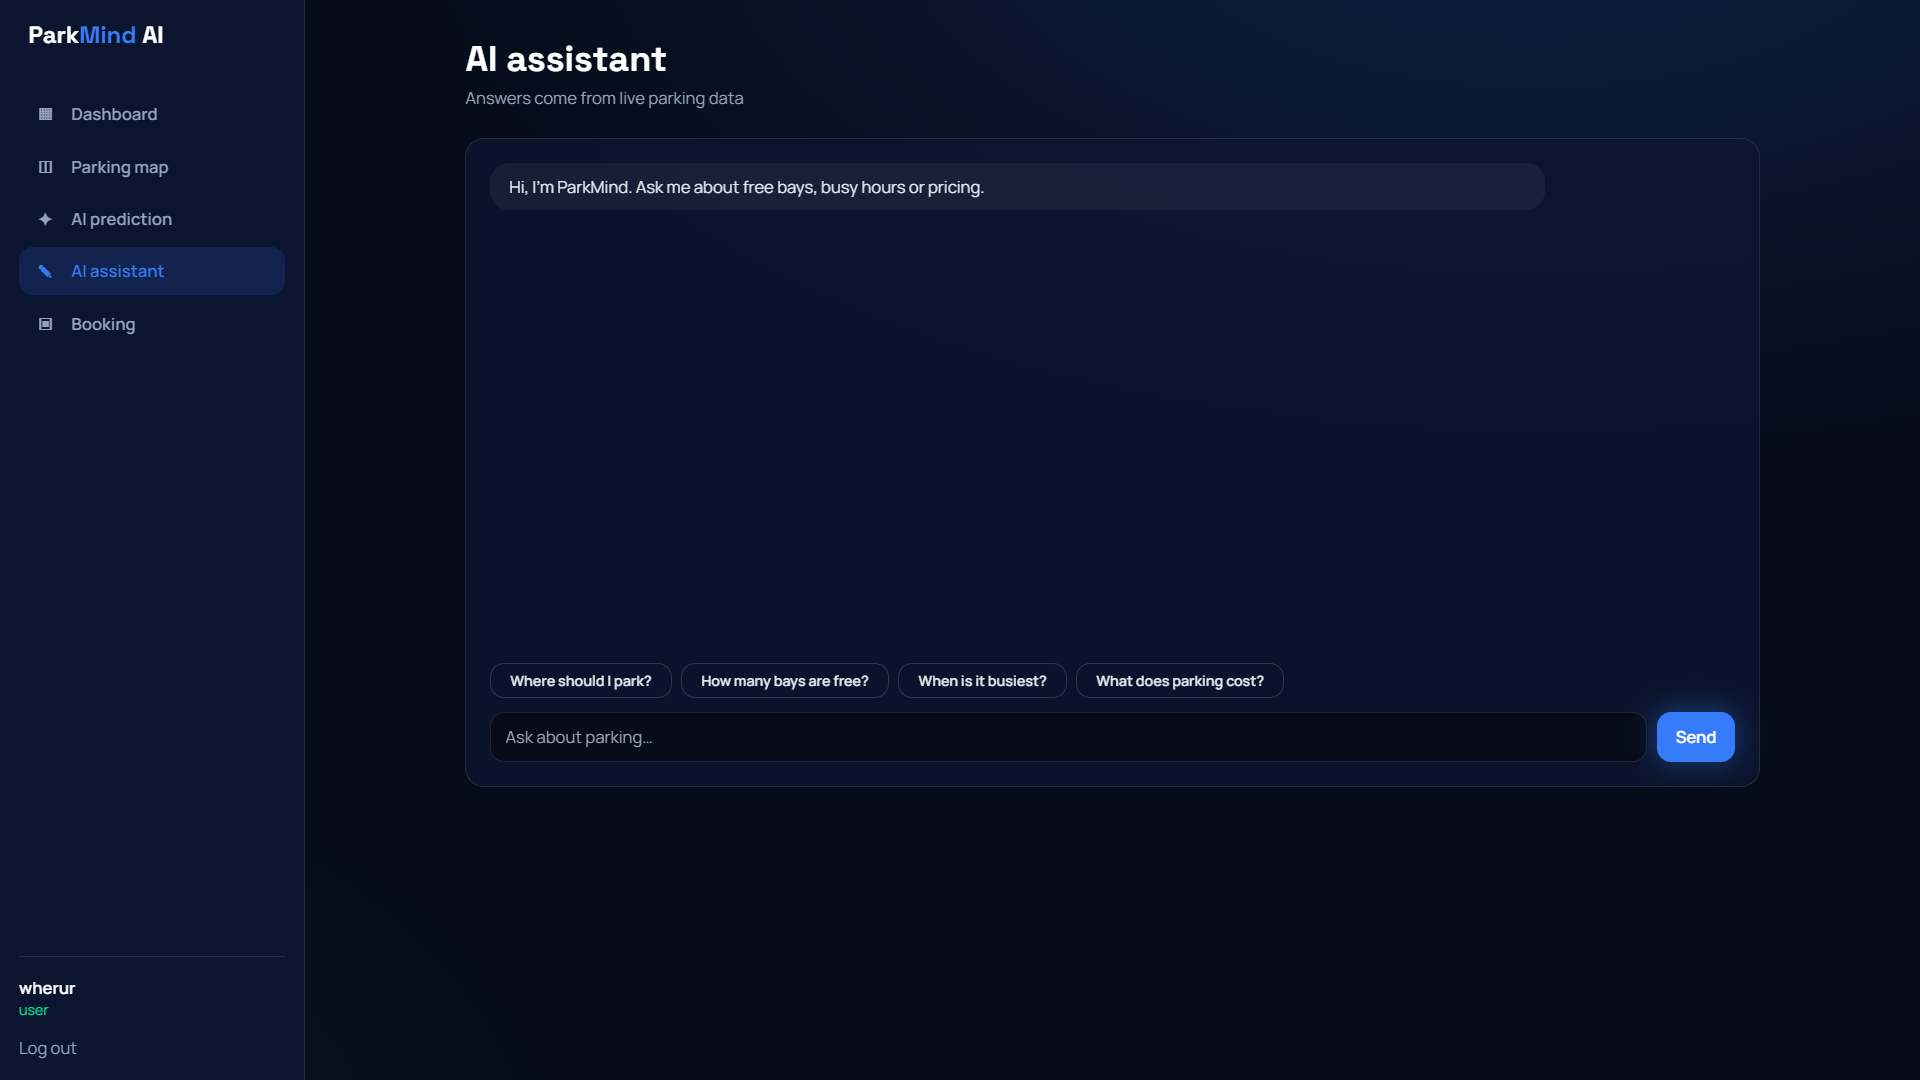 ParkMind AI
Dashboard
Parking map
AI prediction
AI assistant
Booking
wherur
user
Log out
AI assistant
Answers come from live parking data
Hi, I'm ParkMind. Ask me about free bays, busy hours or pricing.
Where should I park?
How many bays are free?
When is it busiest?
What does parking cost?
Ask about parking…
Send